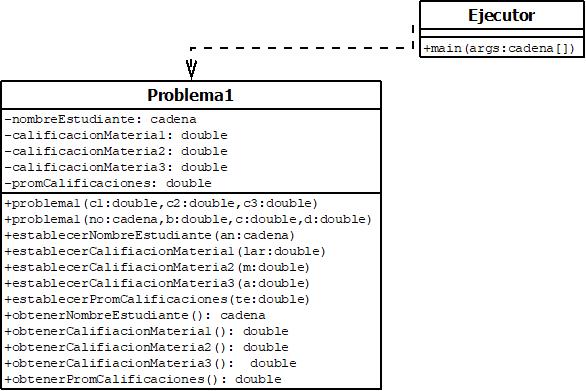 Ejecutor
+main(args:cadena[])
Problema1
-nombreEstudiante: cadena
-calificacionMateria1: double
-calificacionMateria2: double
-calificacionMateria3: double
-promCalificaciones: double
+problema1(c1:double,c2:double,c3:double)
+problema1(no:cadena,b:double,c:double,d:double)
+establecerNombreEstudiante(an:cadena)
+establecerCalifiacionMateria1(lar:double)
+establecerCalifiacionMateria2(m:double)
+establecerCalifiacionMateria3(a:double)
+establecerPromCalificaciones(te:double)
+obtenerNombreEstudiante(): cadena
+obtenerCalifiacionMateria1(): double
+obtenerCalifiacionMateria2(): double
+obtenerCalifiacionMateria3():  double
+obtenerPromCalificaciones(): double